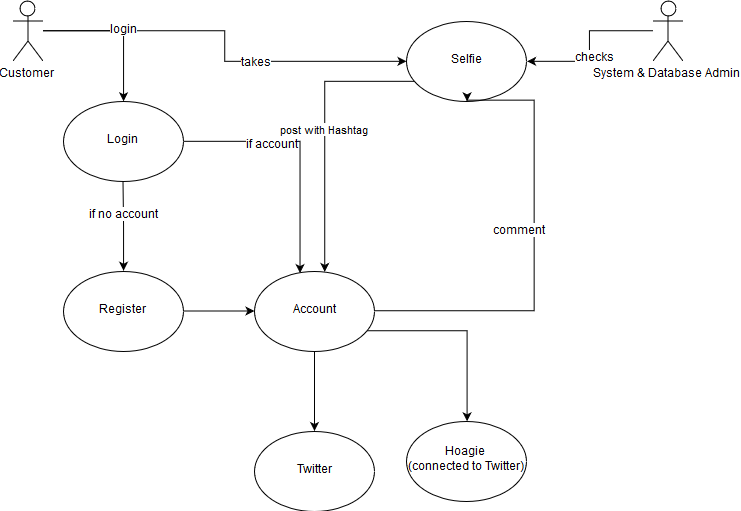 login
Selfie
checks
takes
Customer
System & Database Admin
post with Hashtag
Login
if account
if no account
comment
Register
Account
Hoagie
(connected to Twitter)
Twitter